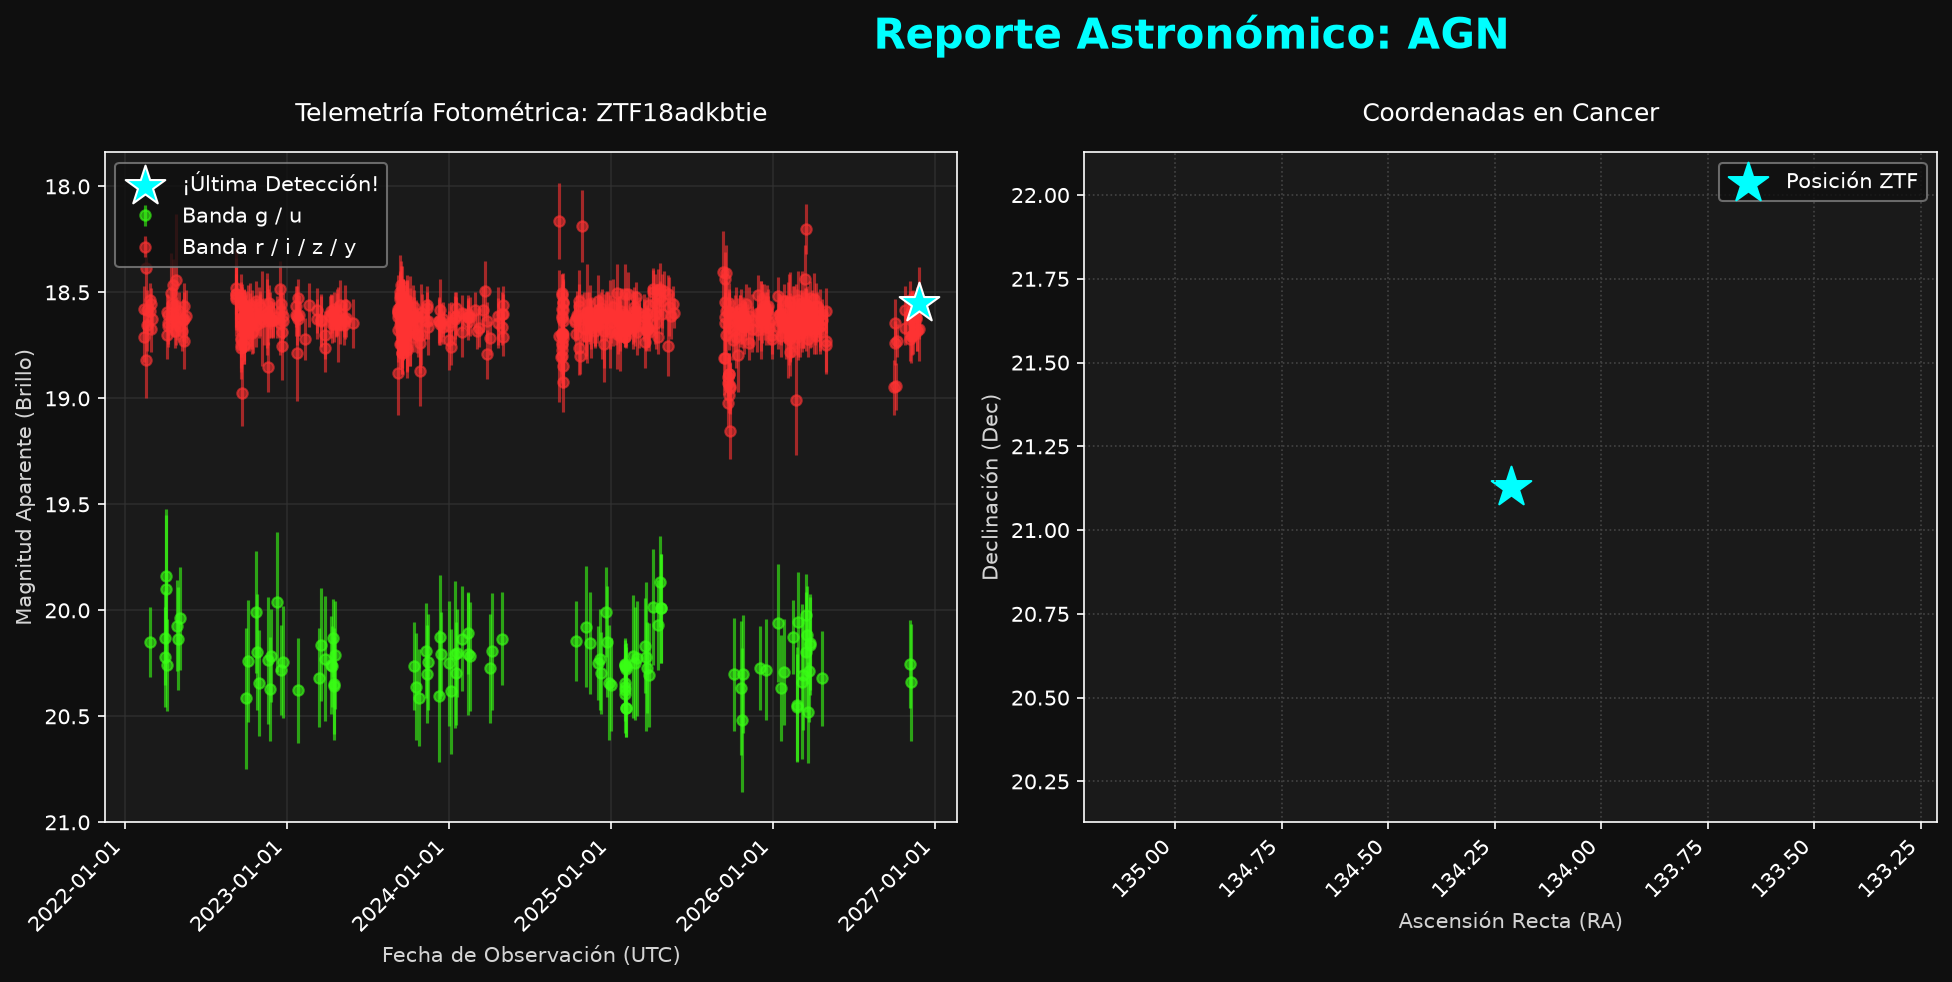 Reporte Astronómico: AGN
Telemetría Fotométrica: ZTF18adkbtie
¡Última Detección!
Banda g / u
Banda r / i / z / y
Magnitud Aparente (Brillo)
18.0
18.5
19.0
19.5
20.0
20.5
21.0
2022-01-01
2023-01-01
2024-01-01
2025-01-01
2026-01-01
2027-01-01
Fecha de Observación (UTC)
Coordenadas en Cancer
Posición ZTF
Declinación (Dec)
22.00
21.75
21.50
21.25
21.00
20.75
20.50
20.25
135.00
134.75
134.50
134.25
134.00
133.75
133.50
133.25
Ascensión Recta (RA)